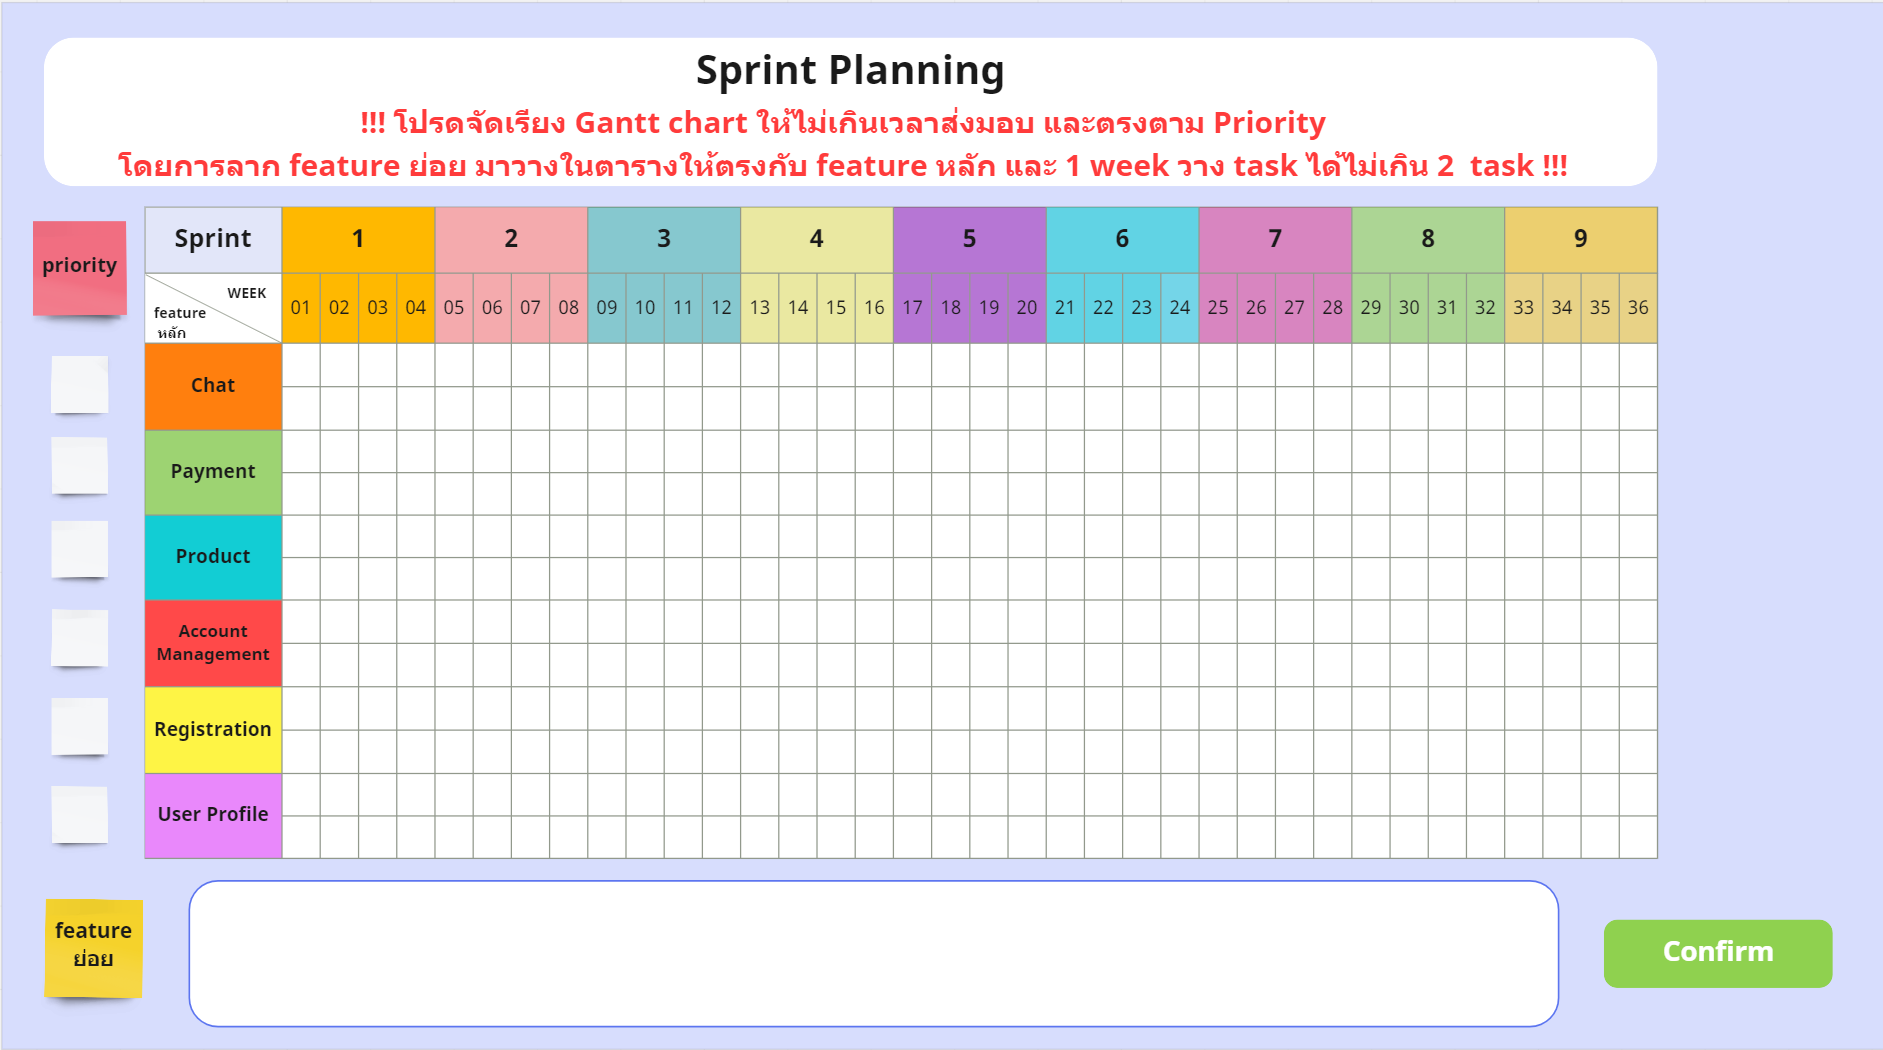 Sprint Planning
!!! โปรดจัดเรียง Gantt chart ให้ไม่เกินเวลาส่งมอบ และตรงตาม Priority
โดยการลาก feature ย่อย มาวางในตารางให้ตรงกับ feature หลัก และ 1 week วาง task ได้ไม่เกิน 2 task !!!
priority
Sprint 1 2 3 4 5 6 7 8 9
WEEK
feature
หลัก
01 02 03 04 05 06 07 08 09 10 11 12 13 14 15 16 17 18 19 20 21 22 23 24 25 26 27 28 29 30 31 32 33 34 35 36
Chat
Payment
Product
Account
Management
Registration
User Profile
feature
ย่อย
Confirm